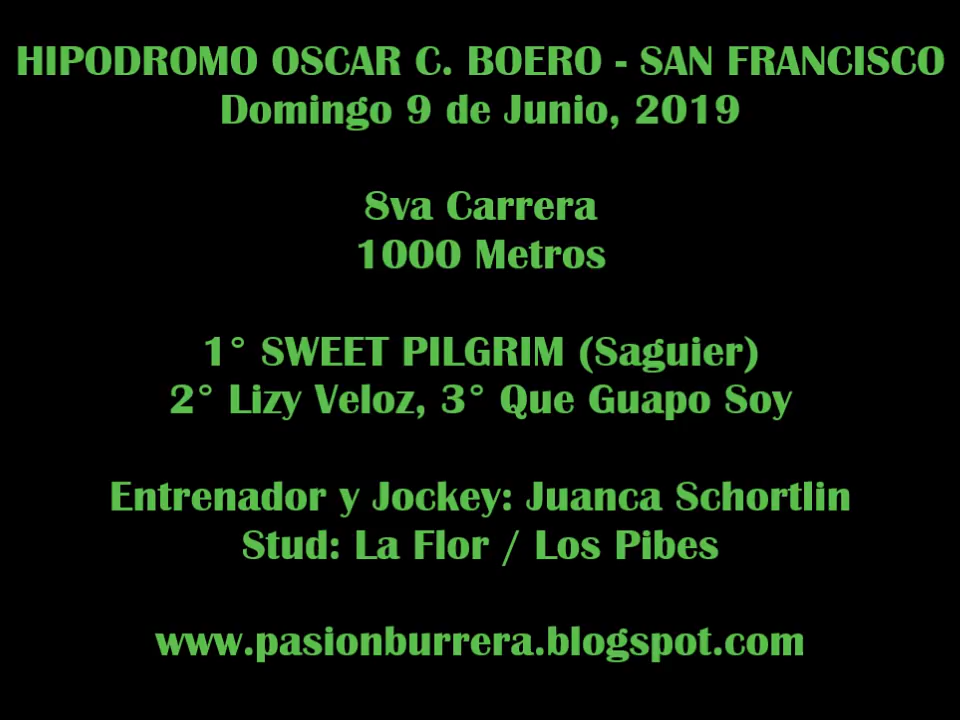 HIPODROMO OSCAR C. BOERO - SAN FRANCISCO
Domingo 9 de Junio, 2019
8va Carrera
1000 Metros
1° SWEET PILGRIM (Saguier)
2° Lizy Veloz, 3° Que Guapo Soy
Entrenador y Jockey: Juanca Schortlin
Stud: La Flor / Los Pibes
www.pasionburrera.blogspot.com